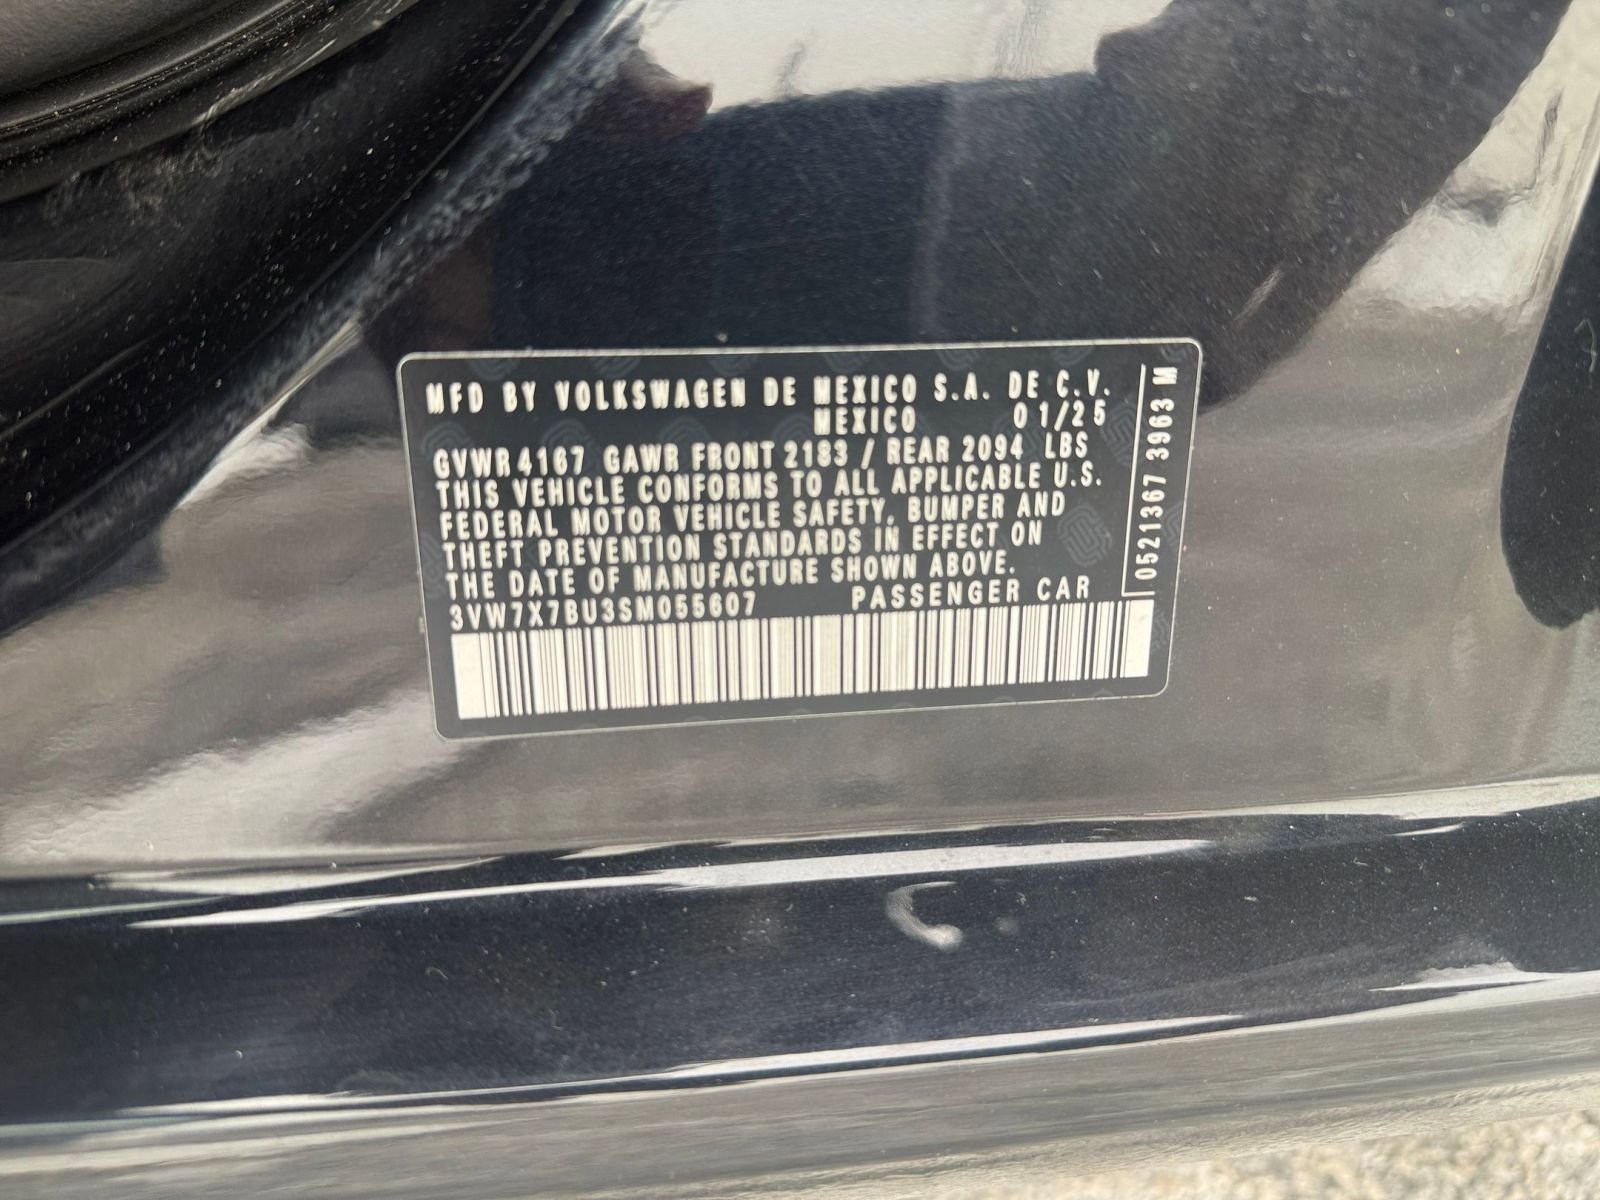 MFD BY VOLKSWAGEN DE MEXICO S.A. DE C.V.
MEXICO 01/25
GVWR 4167 GAWR FRONT 2183 / REAR 2094 LBS
THIS VEHICLE CONFORMS TO ALL APPLICABLE U.S.
FEDERAL MOTOR VEHICLE SAFETY, BUMPER AND
THEFT PREVENTION STANDARDS IN EFFECT ON
THE DATE OF MANUFACTURE SHOWN ABOVE.
3VW7X7BU3SM055607 PASSENGER CAR
0521367 3963 M